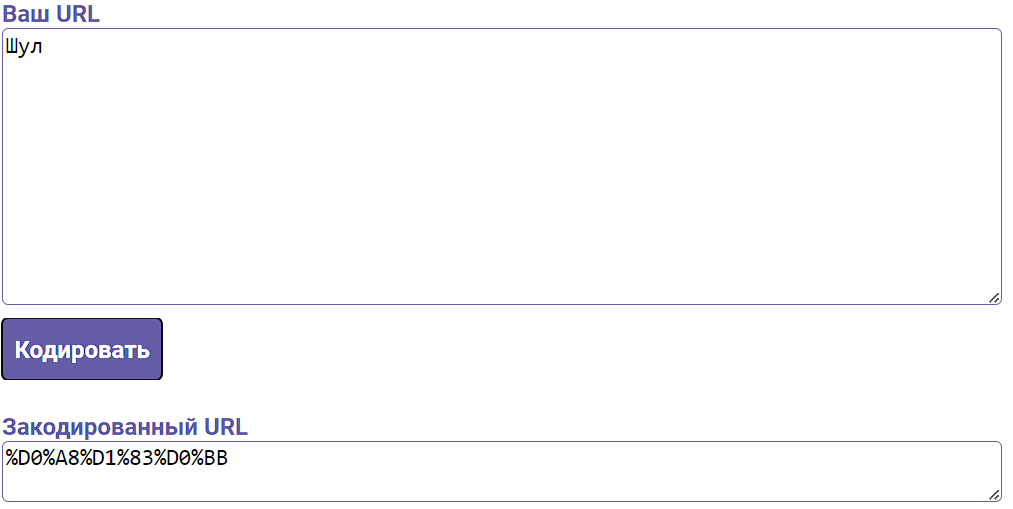 Ваш URL
Шул
Кодировать
Закодированный URL
%D0%A8%D1%83%D0%BB